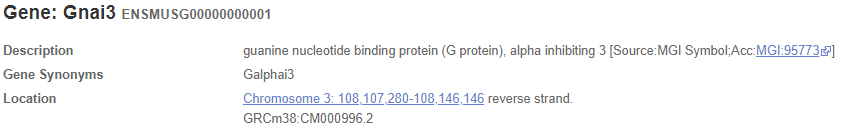 Gene: Gnai3 ENSMUSG00000000001
Description guanine nucleotide binding protein (G protein), alpha inhibiting 3 [Source:MGI Symbol;Acc:MGI:95773]
Gene Synonyms Galphai3
Location Chromosome 3: 108,107,280-108,146,146 reverse strand.
GRCm38:CM000996.2